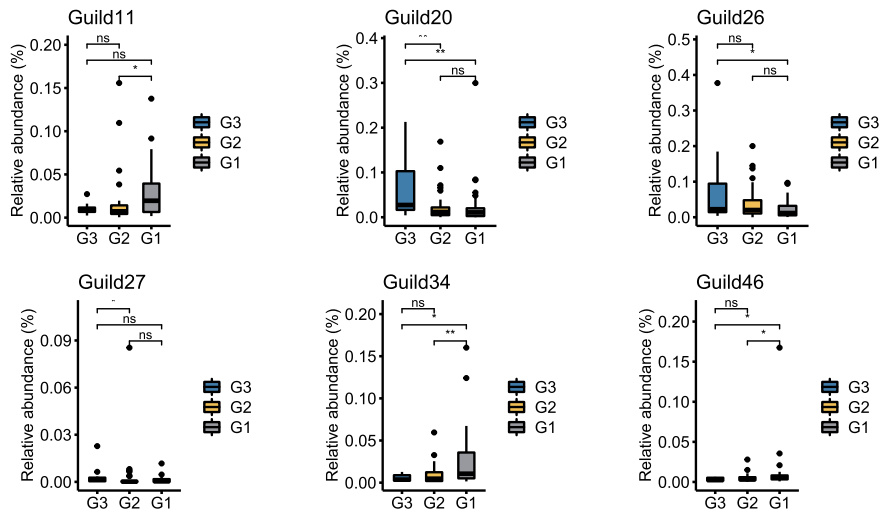 Guild11
Relative abundance (%)
0.20
0.15
0.10
0.05
0.00
ns
ns
*
G3 G2 G1
G3
G2
G1
Guild20
Relative abundance (%)
0.4
0.3
0.2
0.1
0.0
**
ns
G3 G2 G1
G3
G2
G1
Guild26
Relative abundance (%)
0.5
0.4
0.3
0.2
0.1
0.0
ns
*
ns
G3 G2 G1
G3
G2
G1
Guild27
Relative abundance (%)
0.09
0.06
0.03
0.00
ns
ns
G3 G2 G1
G3
G2
G1
Guild34
Relative abundance (%)
0.20
0.15
0.10
0.05
0.00
ns
*
**
G3 G2 G1
G3
G2
G1
Guild46
Relative abundance (%)
0.20
0.15
0.10
0.05
0.00
ns
*
*
G3 G2 G1
G3
G2
G1